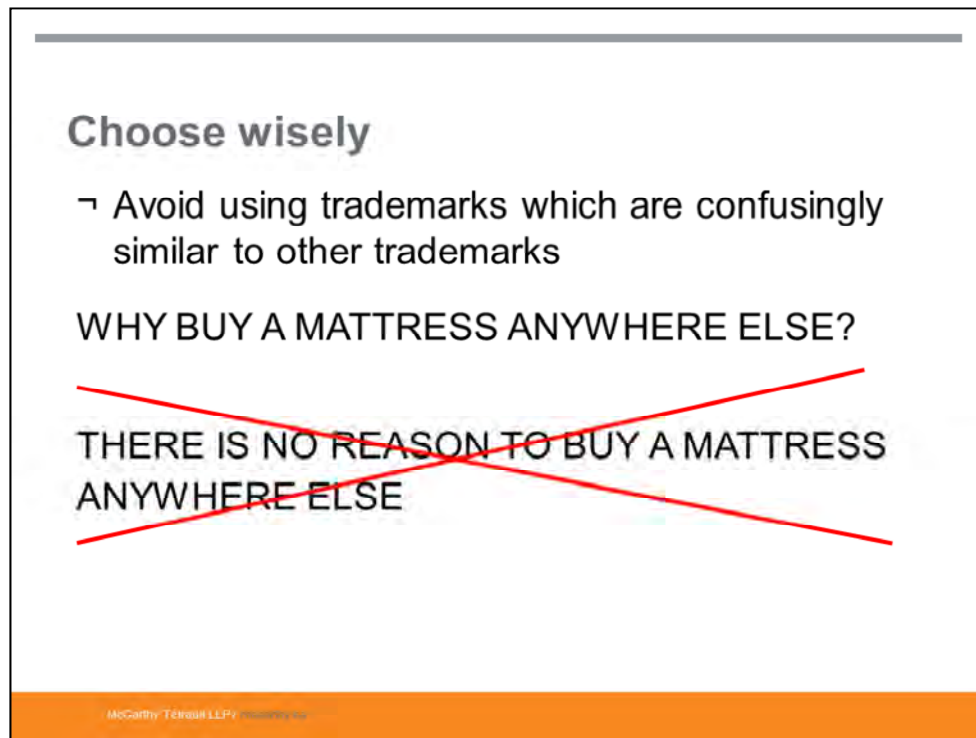 Choose wisely
¬ Avoid using trademarks which are confusingly
similar to other trademarks
WHY BUY A MATTRESS ANYWHERE ELSE?
THERE IS NO REASON TO BUY A MATTRESS
ANYWHERE ELSE
McCarthy Tétrault LLP /